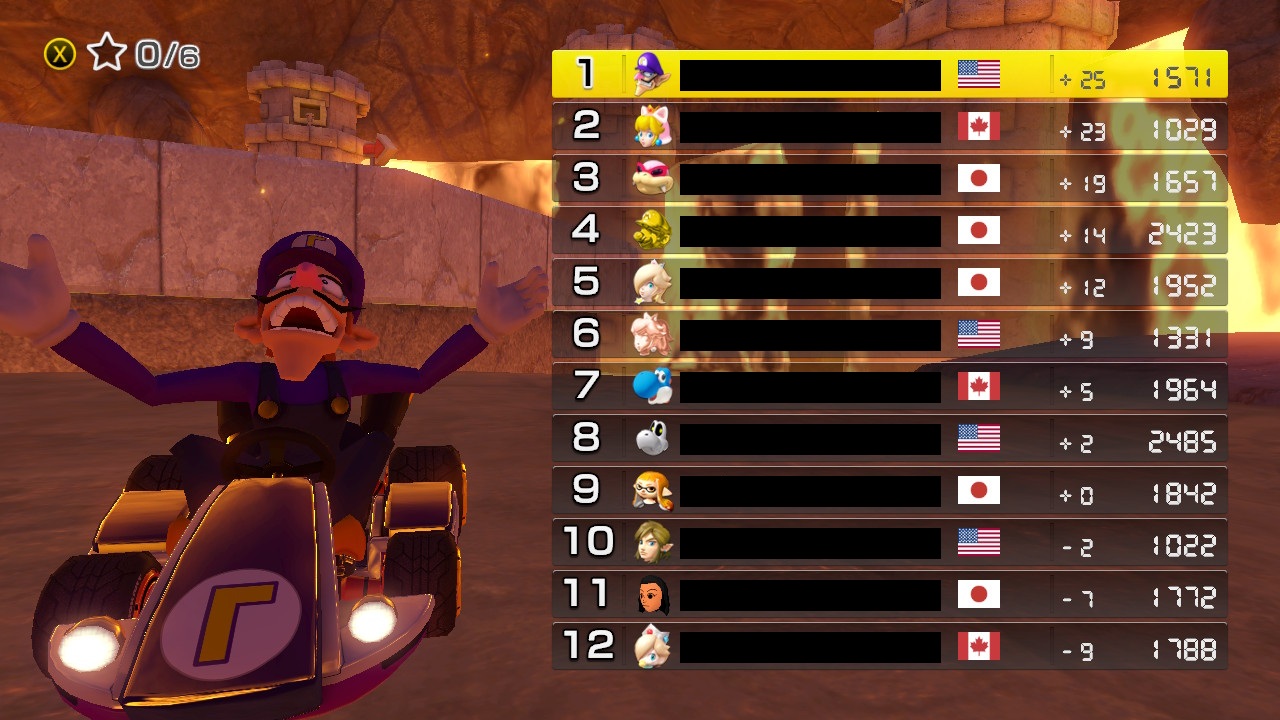 X 0/6
1 + 25 1571
2 + 23 1029
3 + 19 1657
4 + 14 2423
5 + 12 1952
6 + 9 1331
7 + 5 1964
8 + 2 2485
9 + 0 1842
10 - 2 1022
11 - 7 1772
12 - 9 1788